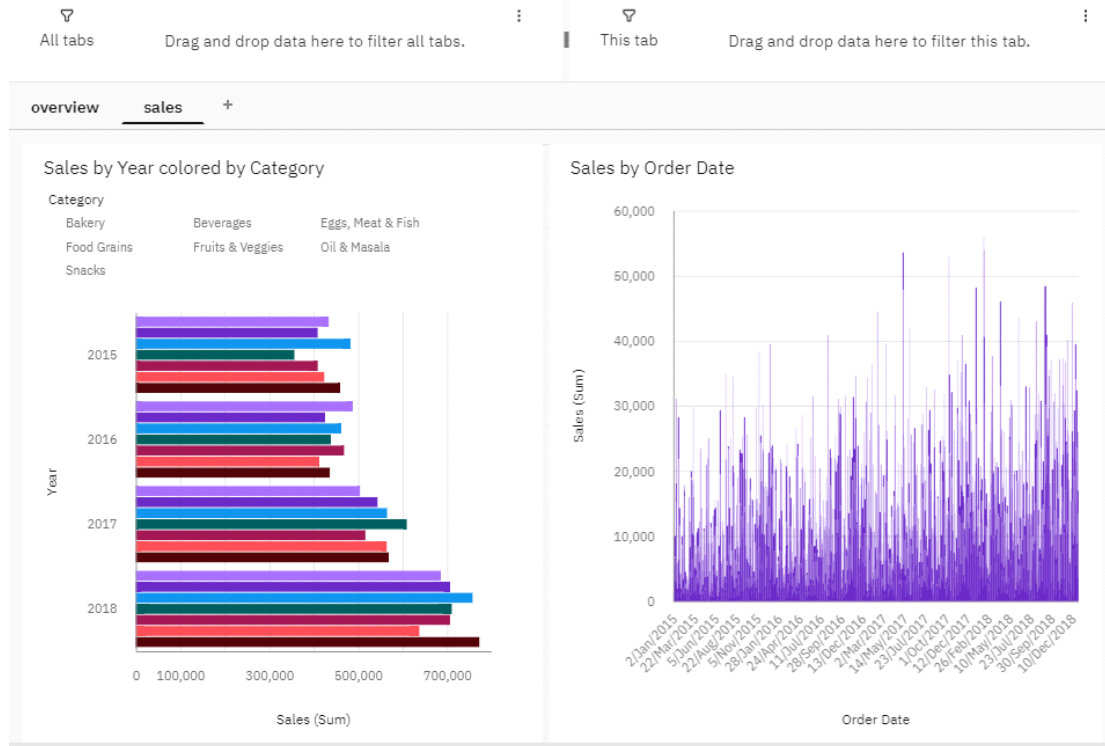 All tabs
Drag and drop data here to filter all tabs.
This tab
Drag and drop data here to filter this tab.
overview
sales
+
Sales by Year colored by Category
Category
Bakery
Beverages
Eggs, Meat & Fish
Food Grains
Fruits & Veggies
Oil & Masala
Snacks
Year
2015
2016
2017
2018
0
100,000
300,000
500,000
700,000
Sales (Sum)
Sales by Order Date
Sales (Sum)
60,000
50,000
40,000
30,000
20,000
10,000
0
2/Jan/2015
22/Mar/2015
5/Jun/2015
22/Aug/2015
5/Nov/2015
28/Jan/2016
24/Apr/2016
11/Jul/2016
28/Sep/2016
13/Dec/2016
2/Mar/2017
14/May/2017
23/Jul/2017
1/Oct/2017
12/Dec/2017
26/Feb/2018
10/May/2018
23/Jul/2018
30/Sep/2018
10/Dec/2018
Order Date